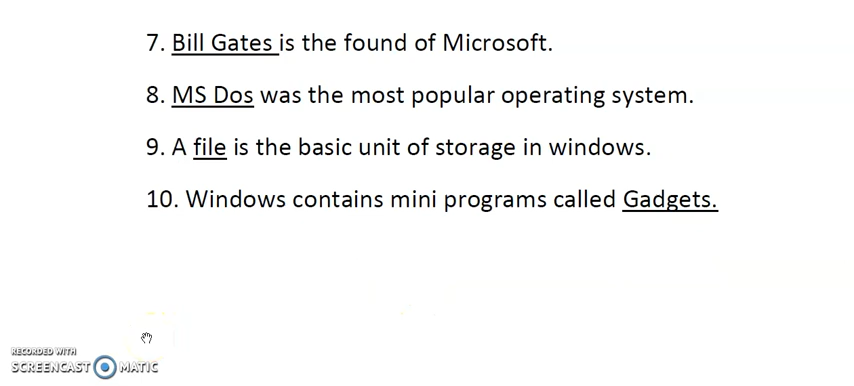 7. Bill Gates is the found of Microsoft.
8. MS Dos was the most popular operating system.
9. A file is the basic unit of storage in windows.
10. Windows contains mini programs called Gadgets.
RECORDED WITH
SCREENCAST MATIC